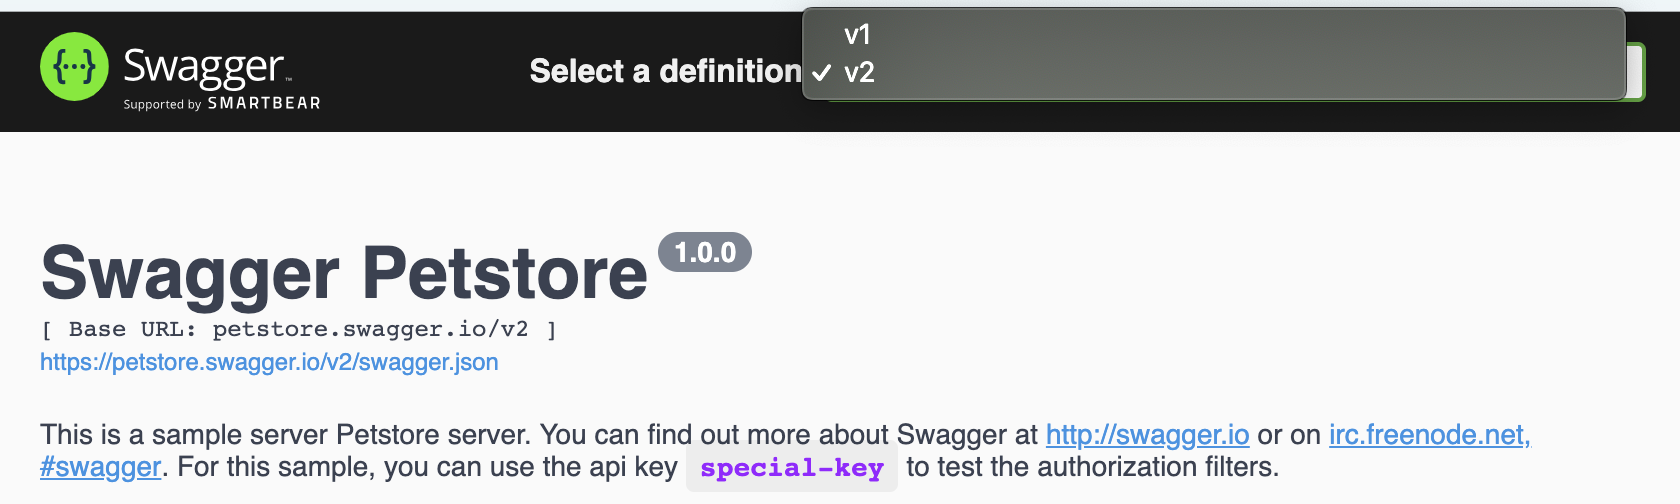 {···} Swagger™
Supported by SMARTBEAR
Select a definition
v1
✓ v2
Swagger Petstore 1.0.0
[ Base URL: petstore.swagger.io/v2 ]
https://petstore.swagger.io/v2/swagger.json
This is a sample server Petstore server. You can find out more about Swagger at http://swagger.io or on irc.freenode.net,
#swagger. For this sample, you can use the api key special-key to test the authorization filters.